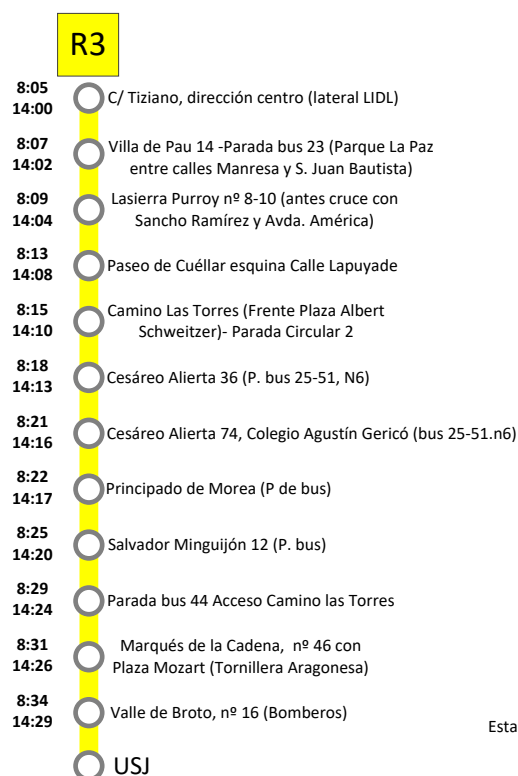 R3
8:05
14:00
C/ Tiziano, dirección centro (lateral LIDL)
8:07
14:02
Villa de Pau 14 -Parada bus 23 (Parque La Paz
entre calles Manresa y S. Juan Bautista)
8:09
14:04
Lasierra Purroy nº 8-10 (antes cruce con
Sancho Ramírez y Avda. América)
8:13
14:08
Paseo de Cuéllar esquina Calle Lapuyade
8:15
14:10
Camino Las Torres (Frente Plaza Albert
Schweitzer)- Parada Circular 2
8:18
14:13
Cesáreo Alierta 36 (P. bus 25-51, N6)
8:21
14:16
Cesáreo Alierta 74, Colegio Agustín Gericó (bus 25-51.n6)
8:22
14:17
Principado de Morea (P de bus)
8:25
14:20
Salvador Minguijón 12 (P. bus)
8:29
14:24
Parada bus 44 Acceso Camino las Torres
8:31
14:26
Marqués de la Cadena, nº 46 con
Plaza Mozart (Tornillera Aragonesa)
8:34
14:29
Valle de Broto, nº 16 (Bomberos)
Esta
USJ